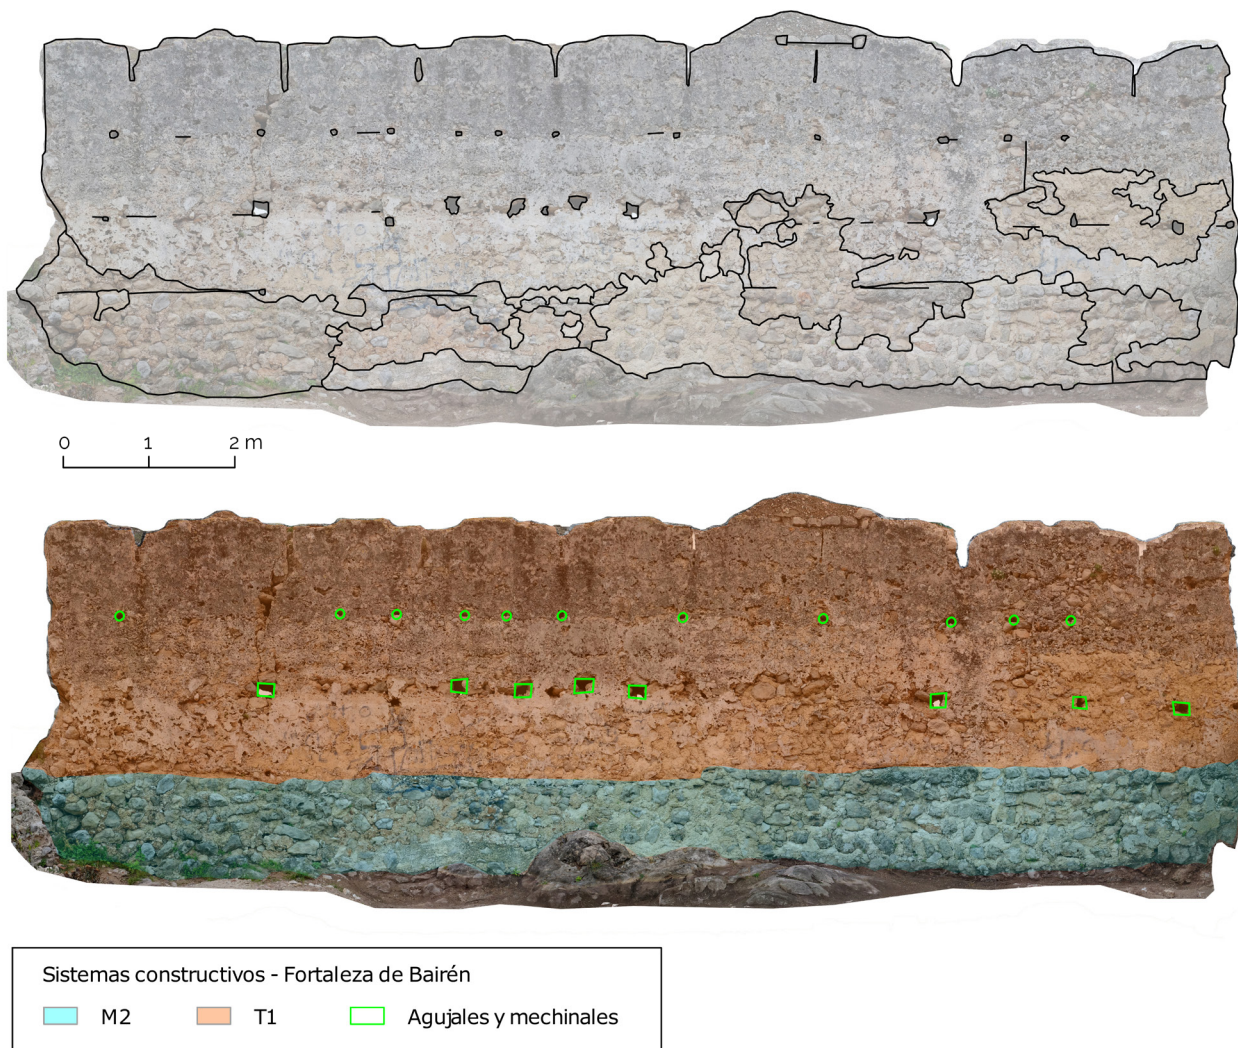 0 1 2 m
Sistemas constructivos - Fortaleza de Bairén
M2 T1 Agujales y mechinales